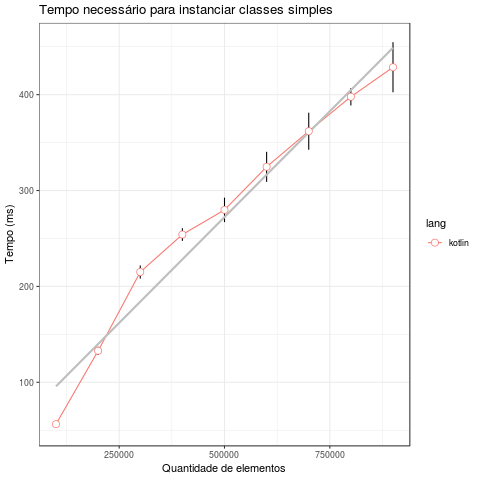 Tempo necessário para instanciar classes simples
Tempo (ms)
400
300
200
100
250000
500000
750000
Quantidade de elementos
lang
kotlin